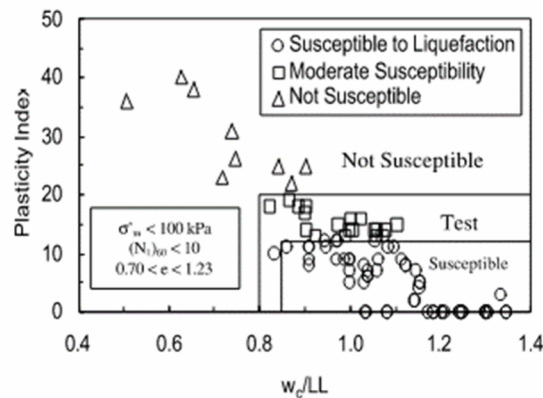 50
40
30
20
10
0
Plasticity Index
Susceptible to Liquefaction
Moderate Susceptibility
Not Susceptible
Not Susceptible
Test
Susceptible
< 100 kPa
(N₁)₆₀ < 10
0.70 < e < 1.23
0.4 0.6 0.8 1.0 1.2 1.4
w_c/LL